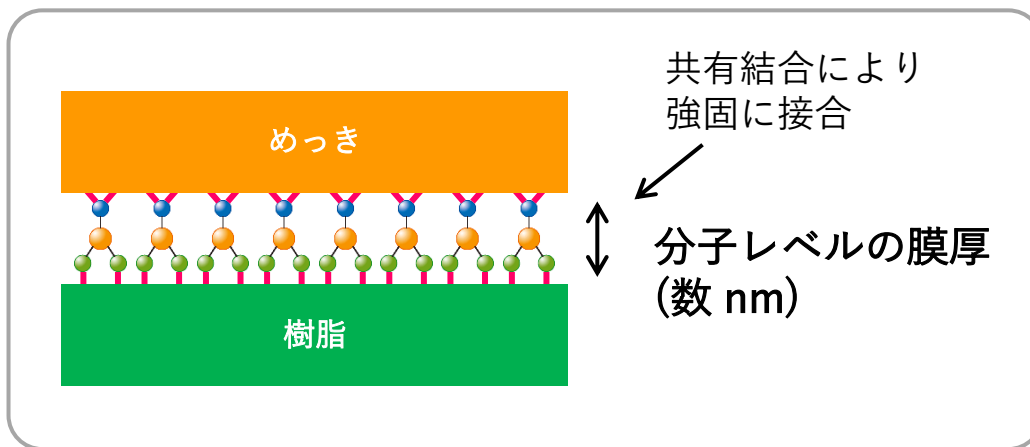 共有結合により
強固に接合
めっき
分子レベルの膜厚
(数 nm)
樹脂